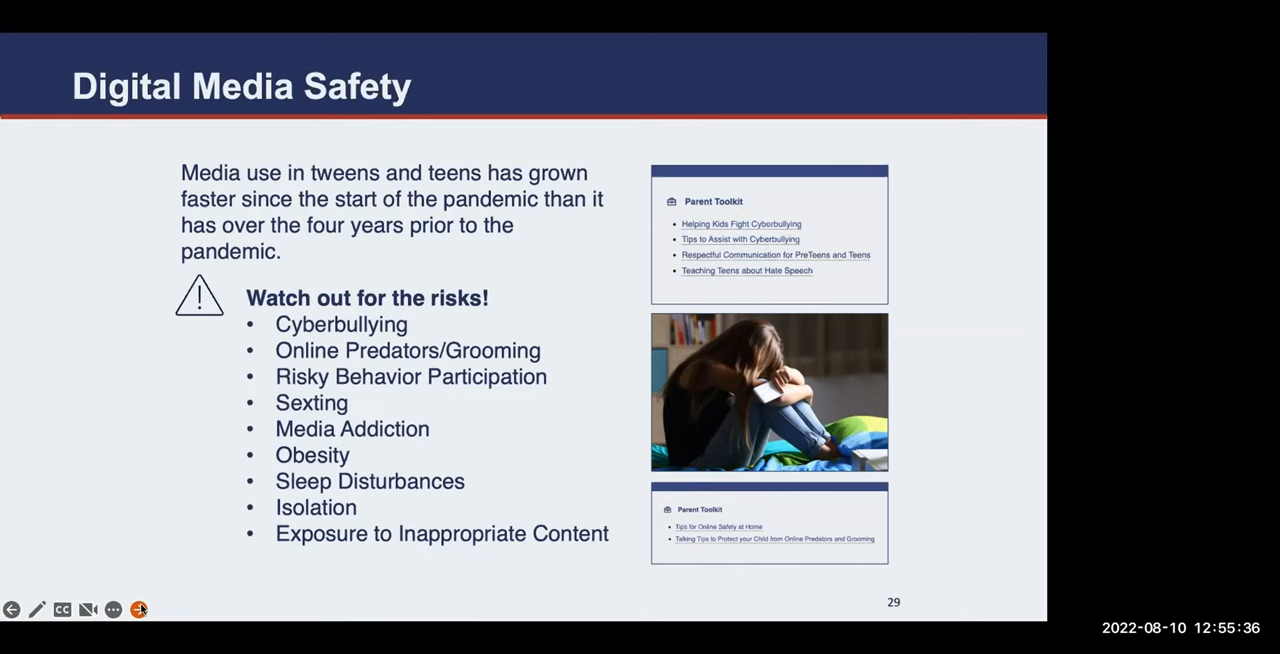 Digital Media Safety
Media use in tweens and teens has grown
faster since the start of the pandemic than it
has over the four years prior to the
pandemic.
Watch out for the risks!
• Cyberbullying
• Online Predators/Grooming
• Risky Behavior Participation
• Sexting
• Media Addiction
• Obesity
• Sleep Disturbances
• Isolation
• Exposure to Inappropriate Content
Parent Toolkit
• Helping Kids Fight Cyberbullying
• Tips to Assist with Cyberbullying
• Respectful Communication for PreTeens and Teens
• Teaching Teens about Hate Speech
Parent Toolkit
• Tips for Online Safety at Home
• Talking Tips to Protect your Child from Online Predators and Grooming
29
CC
2022-08-10 12:55:36